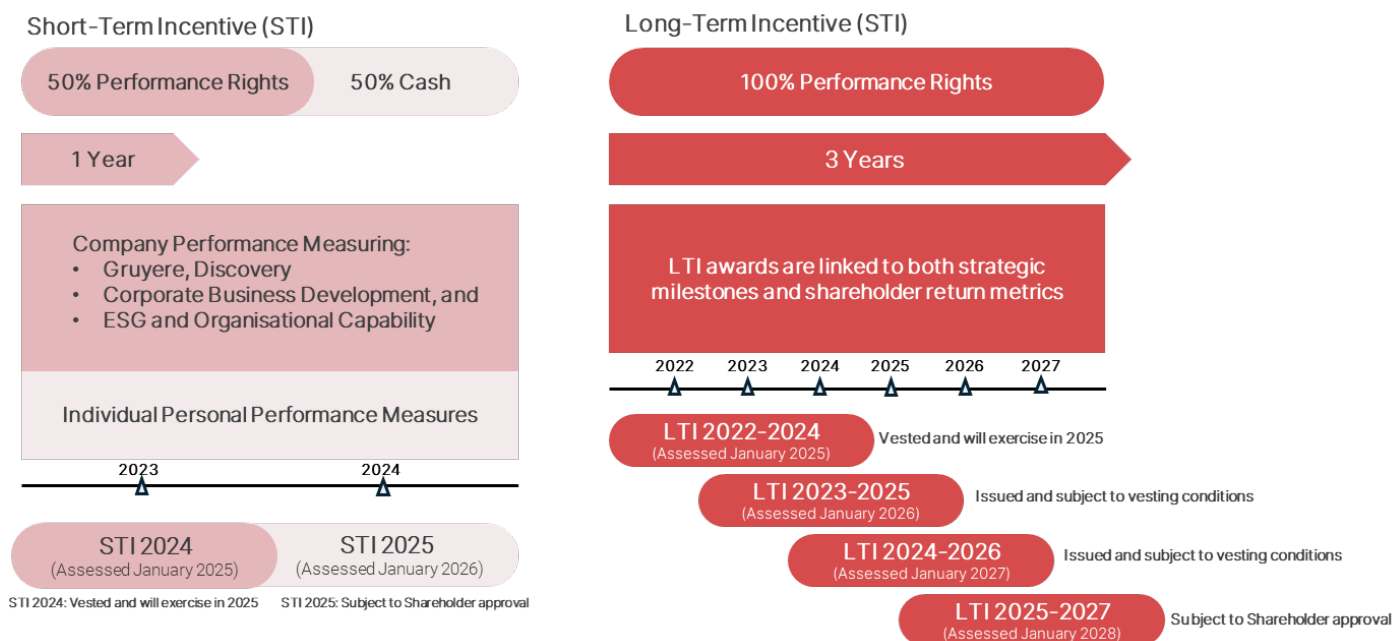 Short-Term Incentive (STI)
50% Performance Rights
50% Cash
1 Year
Company Performance Measuring:
• Gruyere, Discovery
• Corporate Business Development, and
• ESG and Organisational Capability
Individual Personal Performance Measures
2023
2024
STI 2024
(Assessed January 2025)
STI 2025
(Assessed January 2026)
STI 2024: Vested and will exercise in 2025
STI 2025: Subject to Shareholder approval
Long-Term Incentive (STI)
100% Performance Rights
3 Years
LTI awards are linked to both strategic
milestones and shareholder return metrics
2022
2023
2024
2025
2026
2027
LTI 2022-2024
(Assessed January 2025)
Vested and will exercise in 2025
LTI 2023-2025
(Assessed January 2026)
Issued and subject to vesting conditions
LTI 2024-2026
(Assessed January 2027)
Issued and subject to vesting conditions
LTI 2025-2027
(Assessed January 2028)
Subject to Shareholder approval